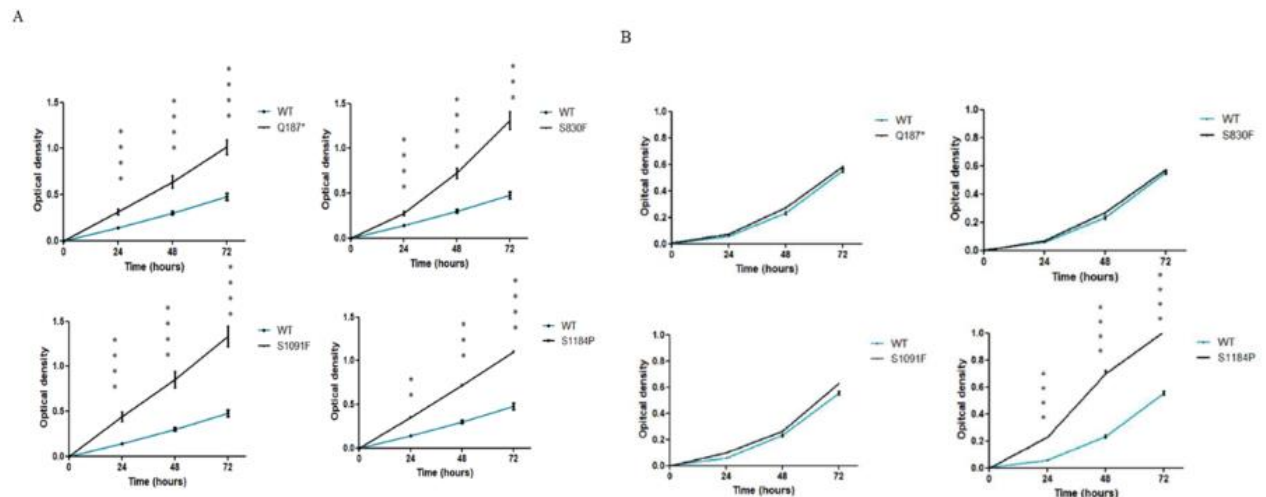 A
B
WT
Q187*
1.5
1.0
0.5
0.0
Optical density
0
24
48
72
Time (hours)
* * * *
* * * *
* * * *
WT
S830F
1.5
1.0
0.5
0.0
Optical density
0
24
48
72
Time (hours)
* * * *
* * * *
* * *
WT
Q187*
1.0
0.8
0.6
0.4
0.2
0.0
Opitcal density
0
24
48
72
Time (hours)
WT
S830F
1.0
0.8
0.6
0.4
0.2
0.0
Opitcal density
0
24
48
72
Time (hours)
WT
S1091F
1.5
1.0
0.5
0.0
Optical density
0
24
48
72
Time (hours)
* * * *
* * * *
* * * *
WT
S1184P
1.5
1.0
0.5
0.0
Optical density
0
24
48
72
Time (hours)
* *
* * *
* * * *
WT
S1091F
1.0
0.8
0.6
0.4
0.2
0.0
Opitcal density
0
24
48
72
Time (hours)
WT
S1184P
1.0
0.8
0.6
0.4
0.2
0.0
Opitcal density
0
24
48
72
Time (hours)
* * * *
* * * *
* * * *